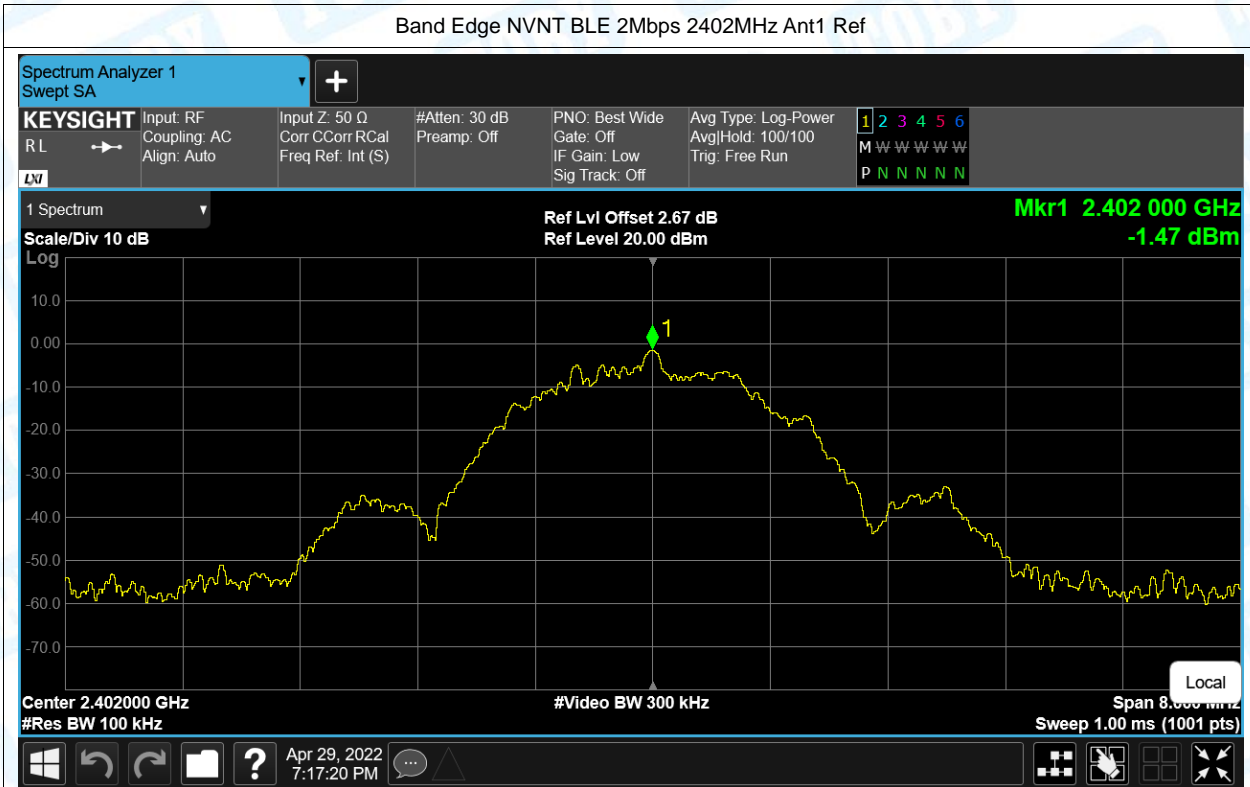 Band Edge NVNT BLE 2Mbps 2402MHz Ant1 Ref
Spectrum Analyzer 1
Swept SA
KEYSIGHT
R L
LXI
Input: RF
Coupling: AC
Align: Auto
Input Z: 50 Ω
Corr CCorr RCal
Freq Ref: Int (S)
#Atten: 30 dB
Preamp: Off
PNO: Best Wide
Gate: Off
IF Gain: Low
Sig Track: Off
Avg Type: Log-Power
Avg|Hold: 100/100
Trig: Free Run
1 2 3 4 5 6
M W W W W W
P N N N N N
1 Spectrum
Scale/Div 10 dB
Ref Lvl Offset 2.67 dB
Ref Level 20.00 dBm
Mkr1 2.402 000 GHz
-1.47 dBm
Log
10.0
0.00
-10.0
-20.0
-30.0
-40.0
-50.0
-60.0
-70.0
1
Center 2.402000 GHz
#Res BW 100 kHz
#Video BW 300 kHz
Local
Span 8.000 MHz
Sweep 1.00 ms (1001 pts)
Apr 29, 2022
7:17:20 PM